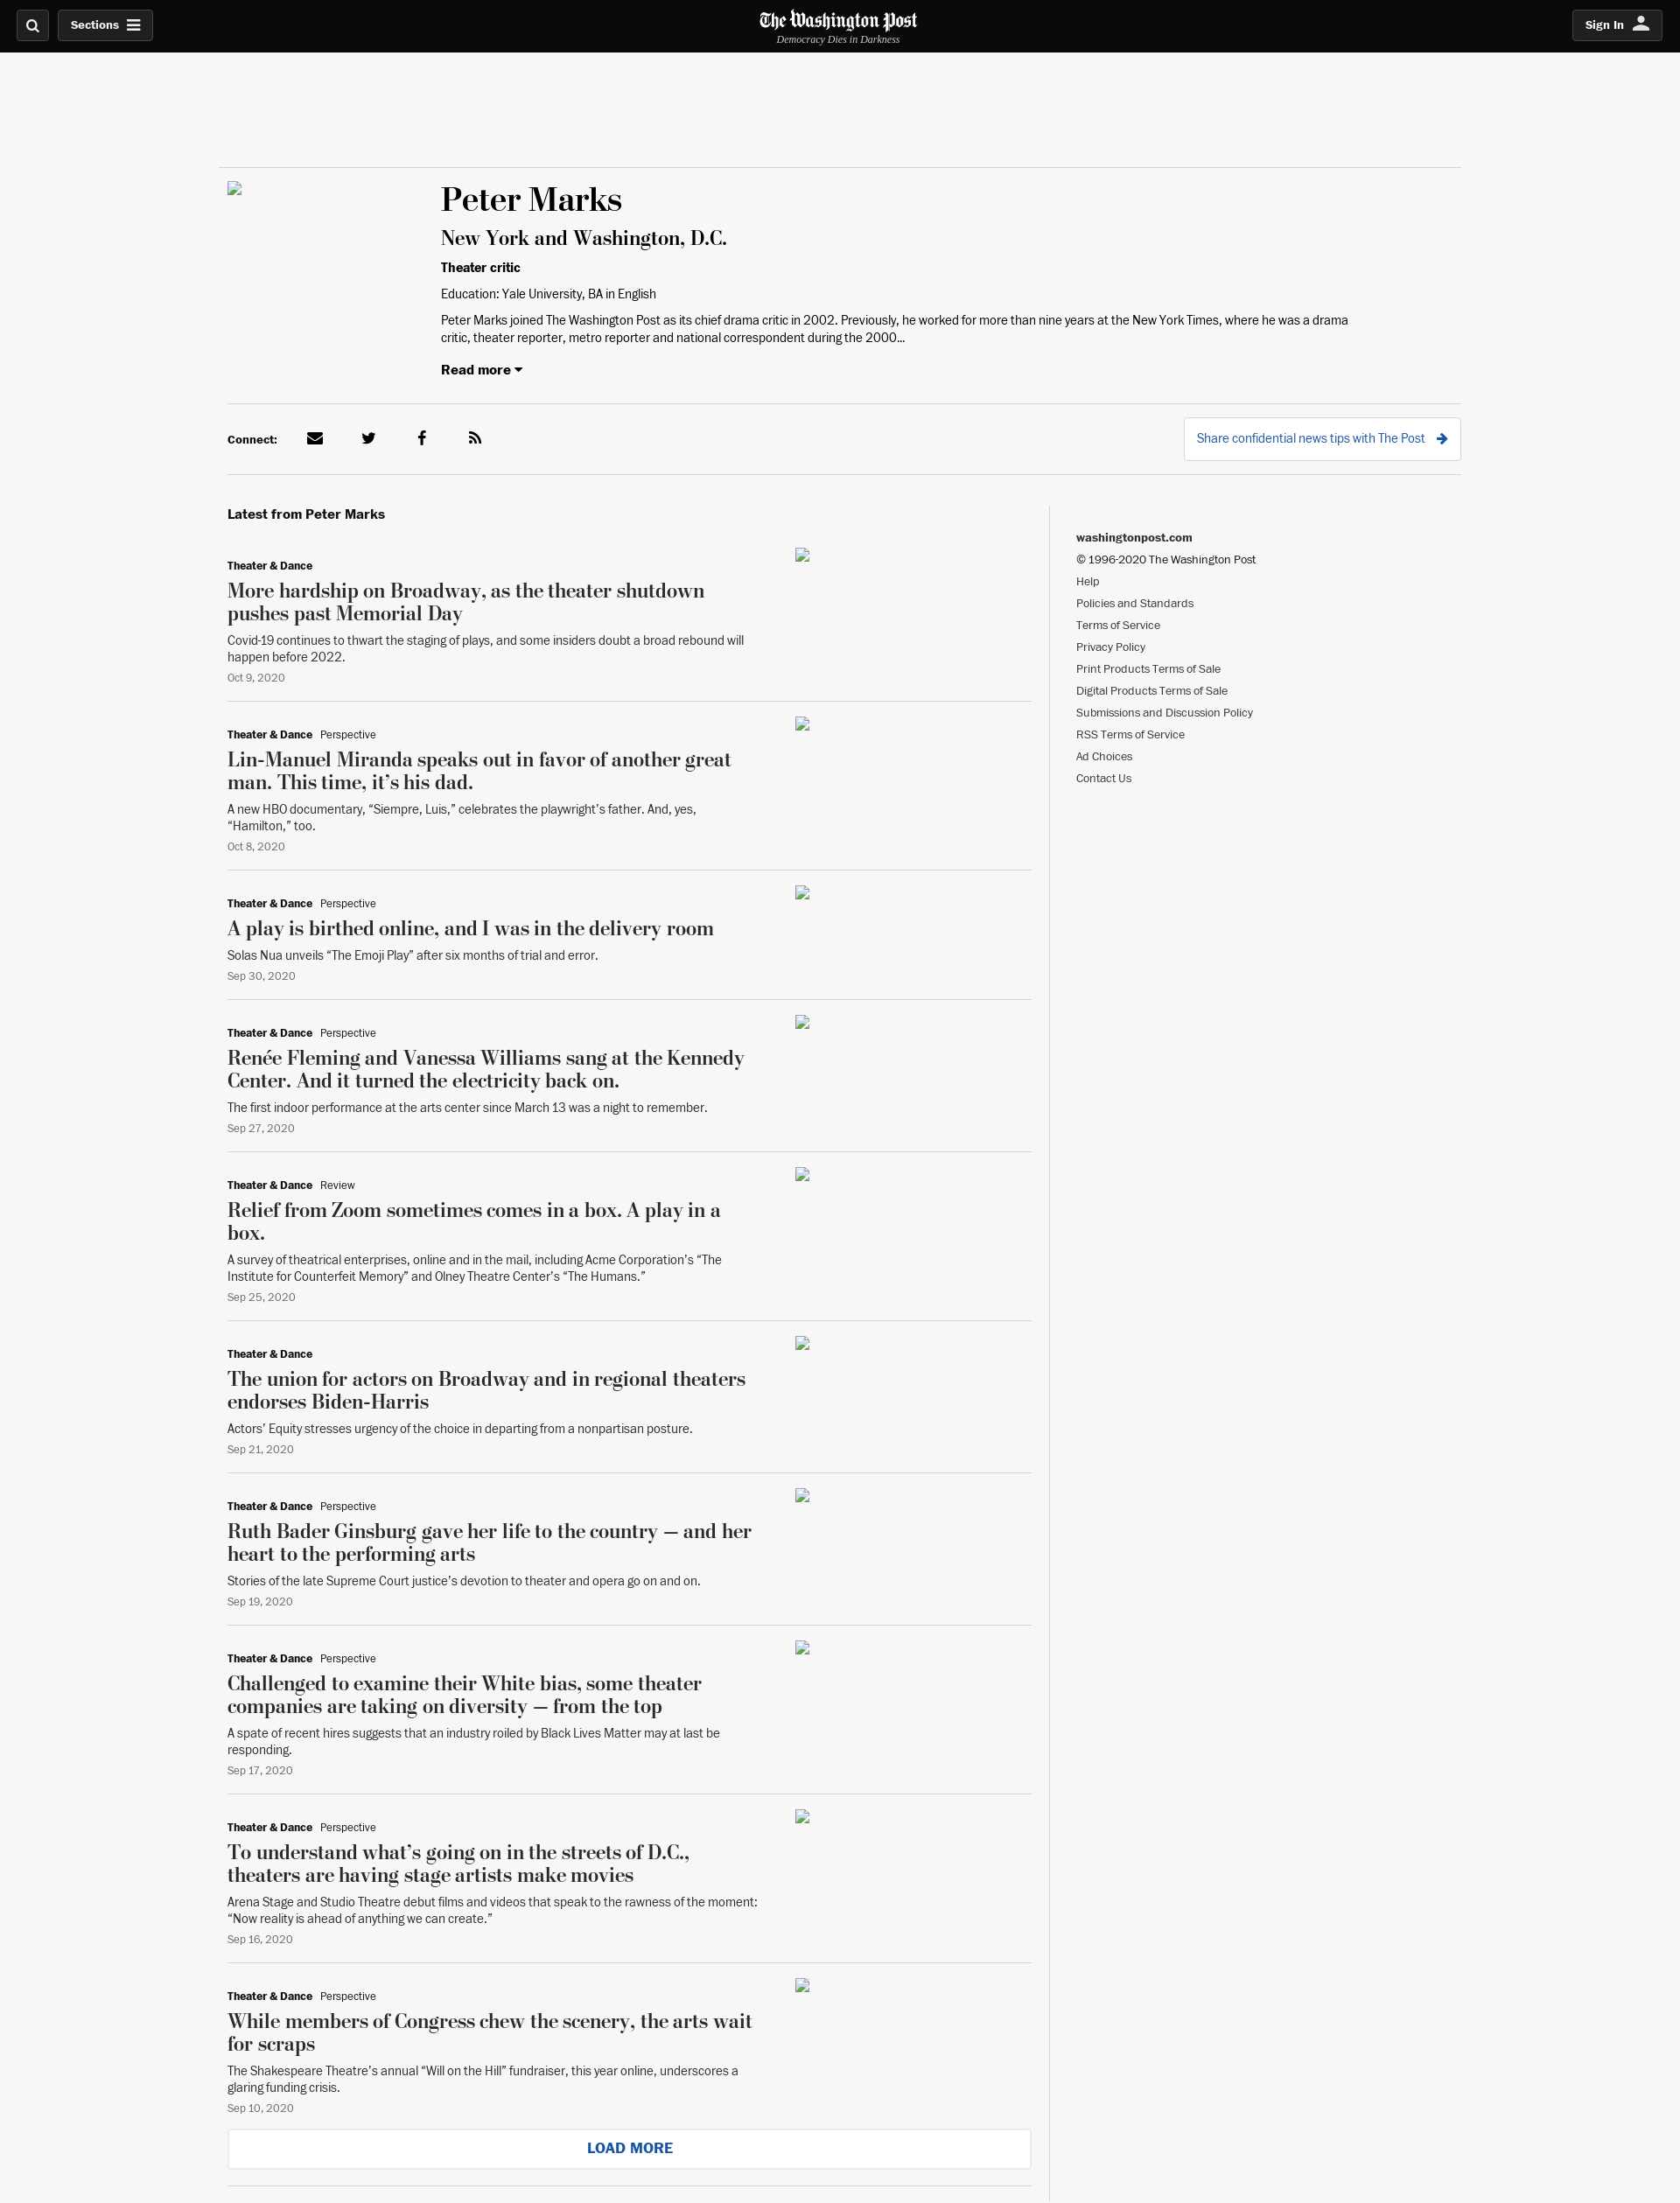 Sections
The Washington Post
Democracy Dies in Darkness
Sign In
Peter Marks
New York and Washington, D.C.
Theater critic
Education: Yale University, BA in English
Peter Marks joined The Washington Post as its chief drama critic in 2002. Previously, he worked for more than nine years at the New York Times, where he was a drama
critic, theater reporter, metro reporter and national correspondent during the 2000...
Read more
Connect:
Share confidential news tips with The Post
Latest from Peter Marks
Theater & Dance
More hardship on Broadway, as the theater shutdown
pushes past Memorial Day
Covid-19 continues to thwart the staging of plays, and some insiders doubt a broad rebound will
happen before 2022.
Oct 9, 2020
Theater & Dance Perspective
Lin-Manuel Miranda speaks out in favor of another great
man. This time, it’s his dad.
A new HBO documentary, “Siempre, Luis,” celebrates the playwright’s father. And, yes,
“Hamilton,” too.
Oct 8, 2020
Theater & Dance Perspective
A play is birthed online, and I was in the delivery room
Solas Nua unveils “The Emoji Play” after six months of trial and error.
Sep 30, 2020
Theater & Dance Perspective
Renée Fleming and Vanessa Williams sang at the Kennedy
Center. And it turned the electricity back on.
The first indoor performance at the arts center since March 13 was a night to remember.
Sep 27, 2020
Theater & Dance Review
Relief from Zoom sometimes comes in a box. A play in a
box.
A survey of theatrical enterprises, online and in the mail, including Acme Corporation’s “The
Institute for Counterfeit Memory” and Olney Theatre Center’s “The Humans.”
Sep 25, 2020
Theater & Dance
The union for actors on Broadway and in regional theaters
endorses Biden-Harris
Actors’ Equity stresses urgency of the choice in departing from a nonpartisan posture.
Sep 21, 2020
Theater & Dance Perspective
Ruth Bader Ginsburg gave her life to the country — and her
heart to the performing arts
Stories of the late Supreme Court justice’s devotion to theater and opera go on and on.
Sep 19, 2020
Theater & Dance Perspective
Challenged to examine their White bias, some theater
companies are taking on diversity — from the top
A spate of recent hires suggests that an industry roiled by Black Lives Matter may at last be
responding.
Sep 17, 2020
Theater & Dance Perspective
To understand what’s going on in the streets of D.C.,
theaters are having stage artists make movies
Arena Stage and Studio Theatre debut films and videos that speak to the rawness of the moment:
“Now reality is ahead of anything we can create.”
Sep 16, 2020
Theater & Dance Perspective
While members of Congress chew the scenery, the arts wait
for scraps
The Shakespeare Theatre’s annual “Will on the Hill” fundraiser, this year online, underscores a
glaring funding crisis.
Sep 10, 2020
LOAD MORE
washingtonpost.com
© 1996-2020 The Washington Post
Help
Policies and Standards
Terms of Service
Privacy Policy
Print Products Terms of Sale
Digital Products Terms of Sale
Submissions and Discussion Policy
RSS Terms of Service
Ad Choices
Contact Us